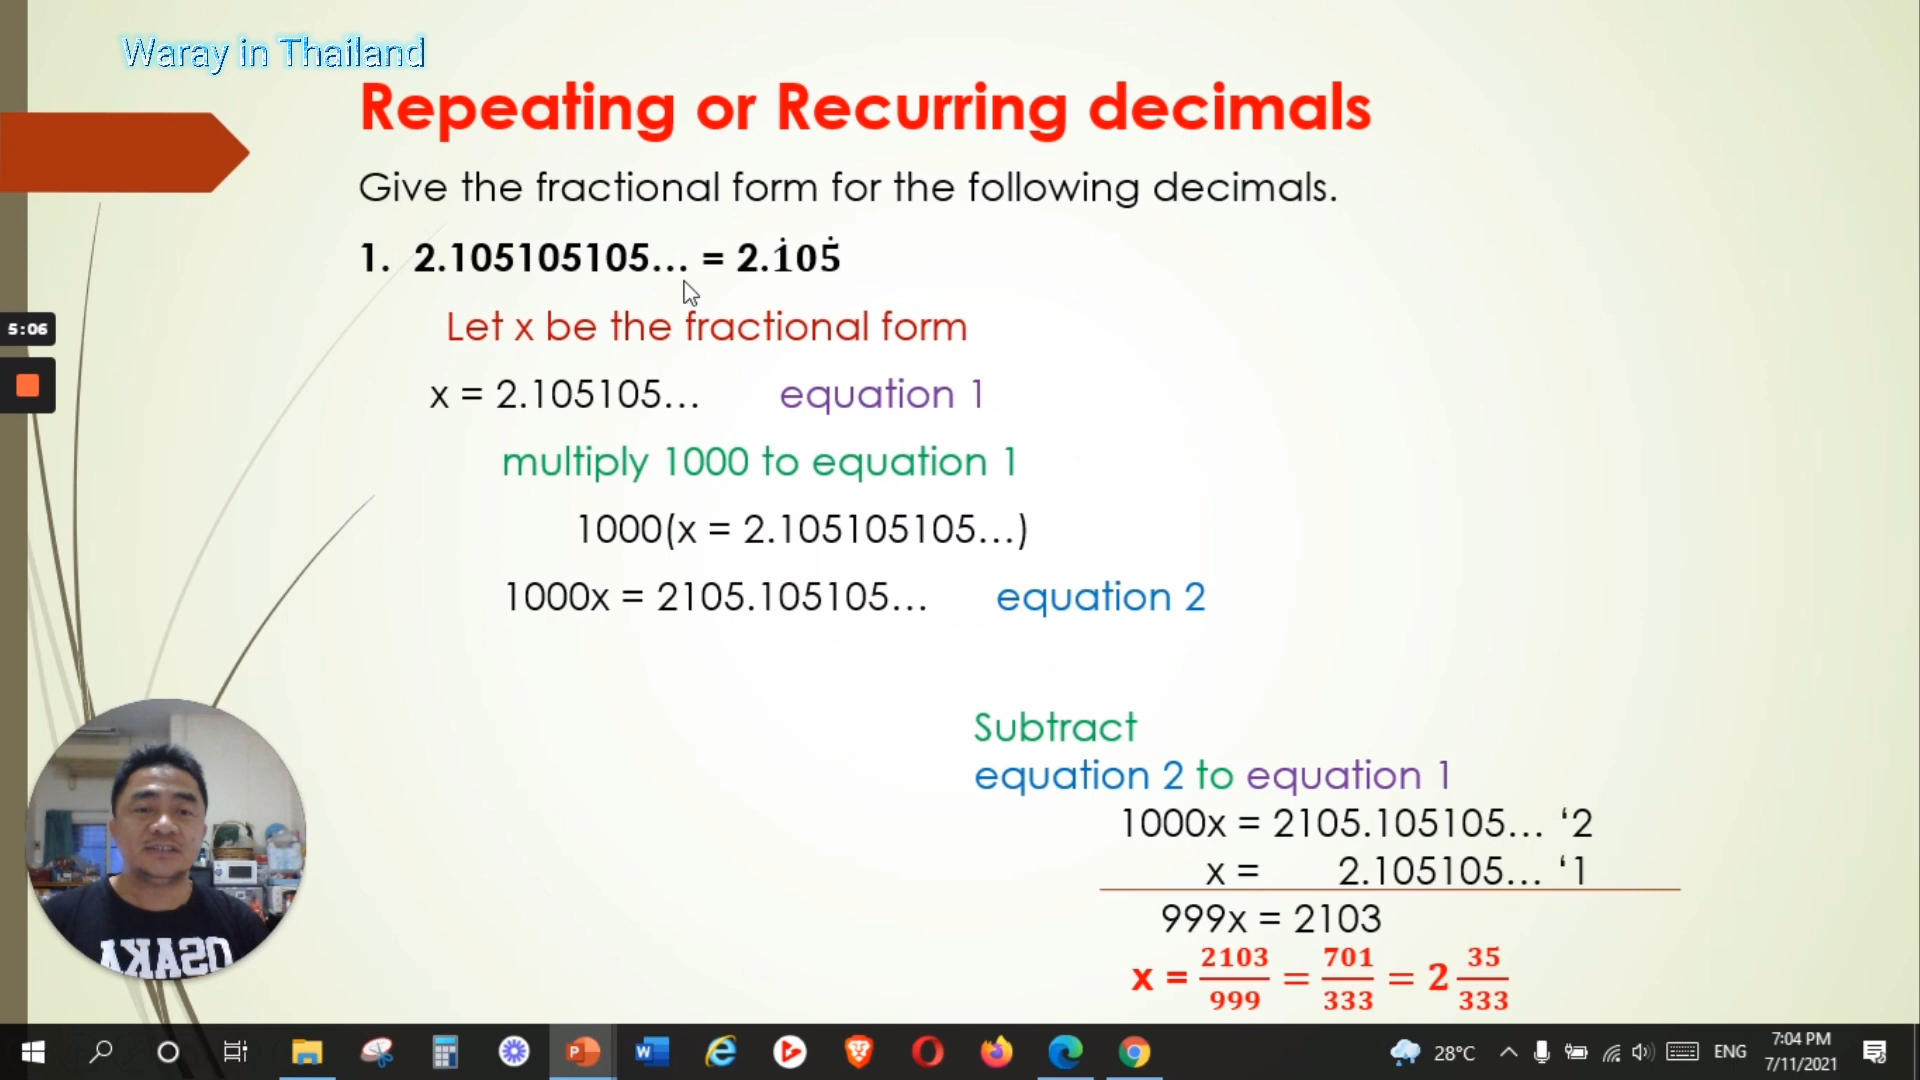 Waray in Thailand
Repeating or Recurring decimals
Give the fractional form for the following decimals.
1. 2.105105105... = 2.1̇05̇
Let x be the fractional form
x = 2.105105... equation 1
5:06
multiply 1000 to equation 1
1000(x = 2.105105105...)
1000x = 2105.105105... equation 2
Subtract
equation 2 to equation 1
1000x = 2105.105105... ‘2
x = 2.105105... ‘1
999x = 2103
x = 2103/999 = 701/333 = 2 35/333
OSAKA
28°C ENG 7:04 PM
7/11/2021